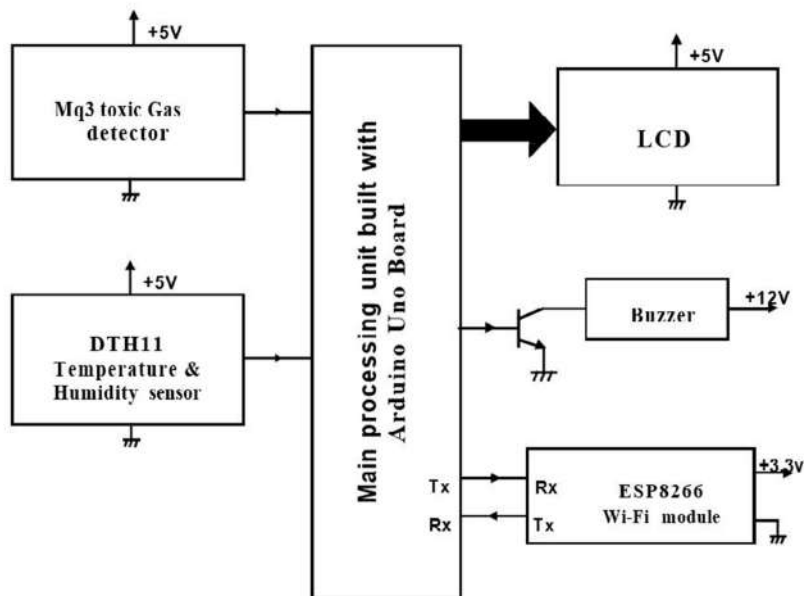 +5V
Mq3 toxic Gas
detector
+5V
DTH11
Temperature &
Humidity sensor
Main processing unit built with
Arduino Uno Board
Tx
Rx
+5V
LCD
Buzzer
+12V
Rx
Tx
ESP8266
Wi-Fi module
+3.3v